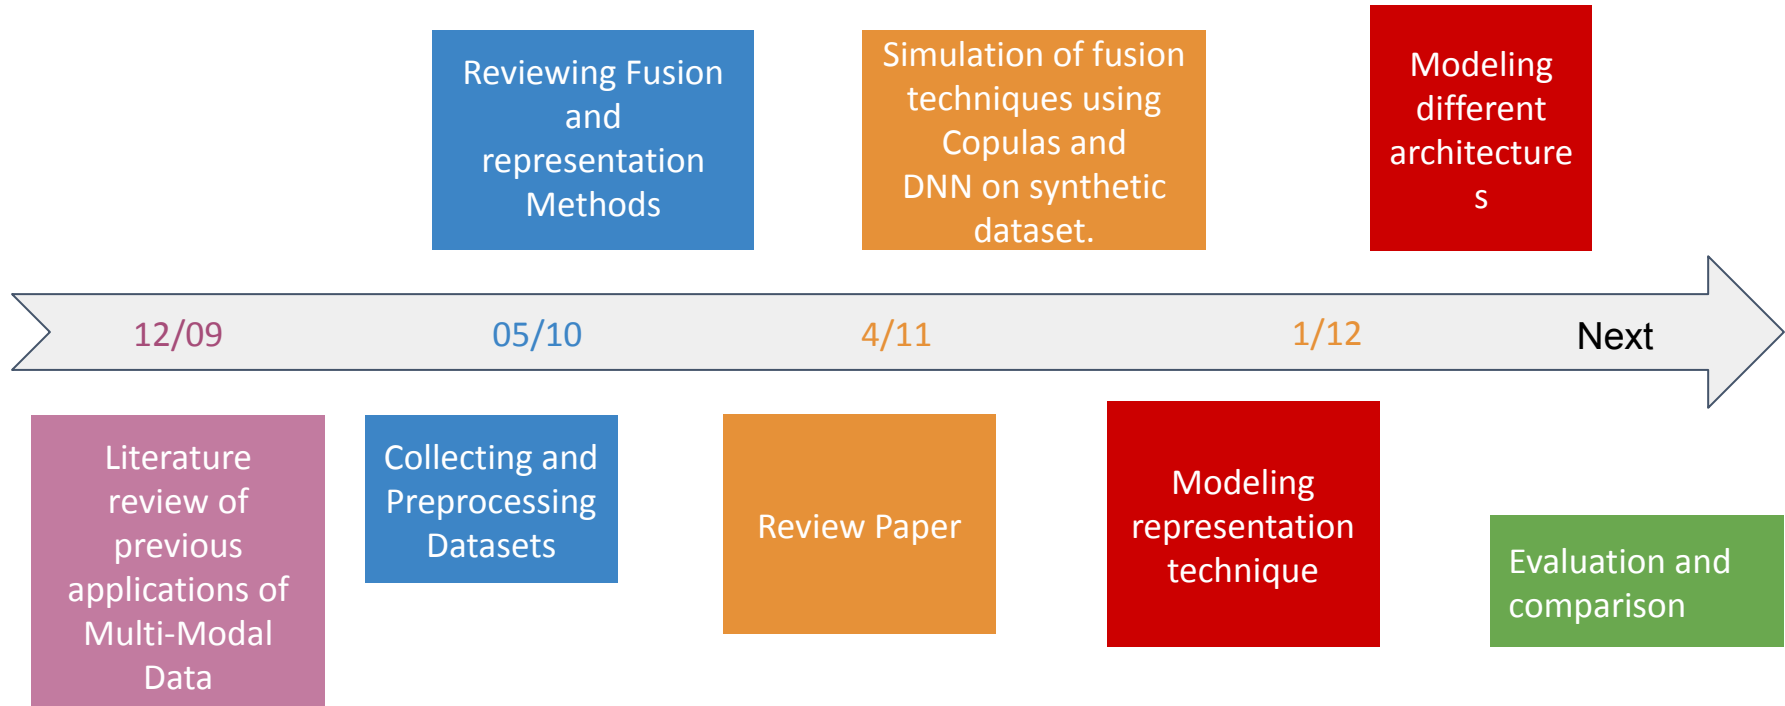 Reviewing Fusion
and
representation
Methods
Simulation of fusion
techniques using
Copulas and
DNN on synthetic
dataset.
Modeling
different
architecture
s
12/09
05/10
4/11
1/12
Next
Literature
review of
previous
applications of
Multi-Modal
Data
Collecting and
Preprocessing
Datasets
Review Paper
Modeling
representation
technique
Evaluation and
comparison